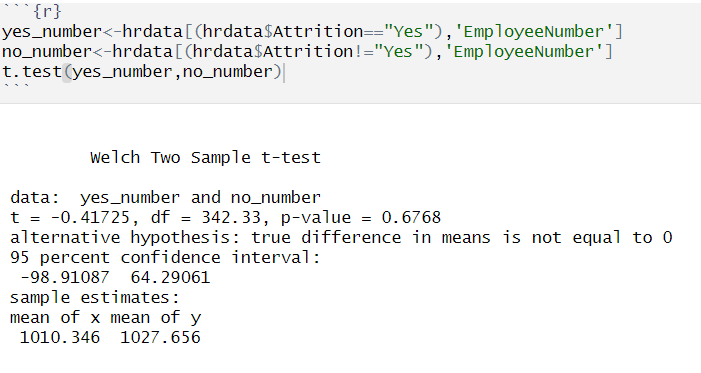 ```{r}
yes_number<-hrdata[(hrdata$Attrition=="Yes"),'EmployeeNumber']
no_number<-hrdata[(hrdata$Attrition!="Yes"),'EmployeeNumber']
t.test(yes_number,no_number)
```
Welch Two Sample t-test
data:  yes_number and no_number
t = -0.41725, df = 342.33, p-value = 0.6768
alternative hypothesis: true difference in means is not equal to 0
95 percent confidence interval:
 -98.91087  64.29061
sample estimates:
mean of x mean of y
 1010.346  1027.656